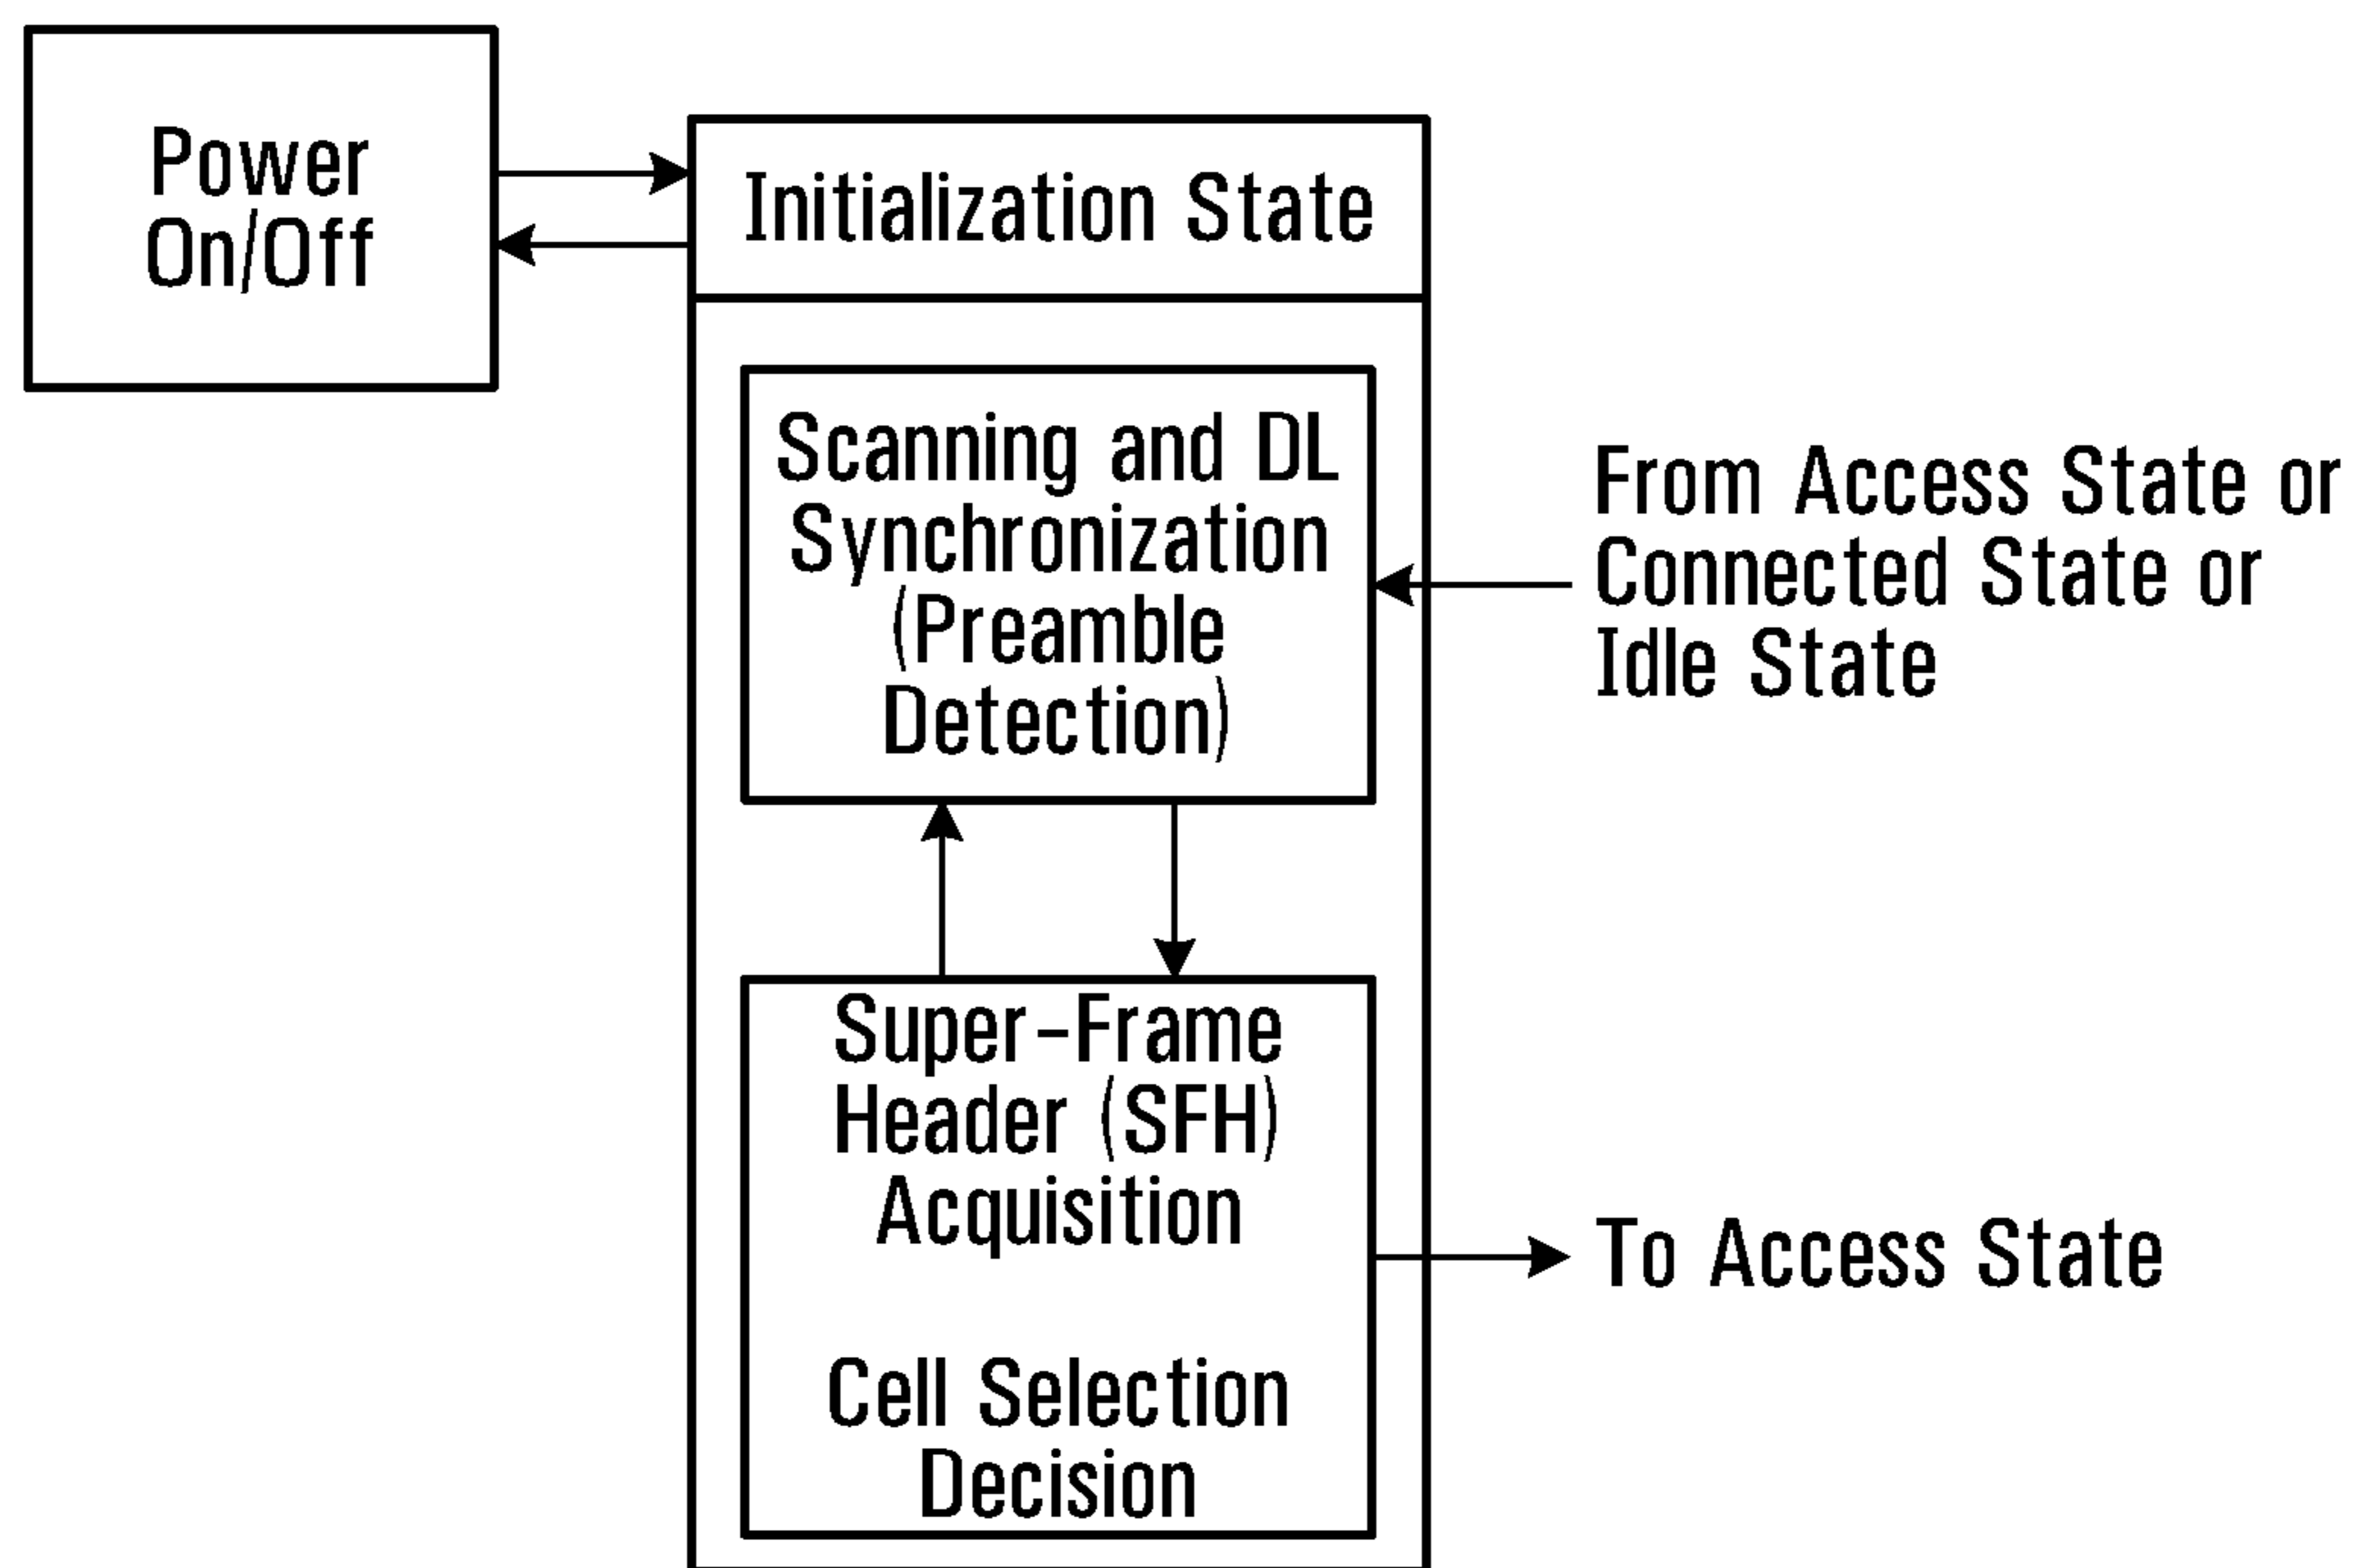 Power
On/Off
Initialization State
Scanning and DL
Synchronization
(Preamble
Detection)
From Access State or
Connected State or
Idle State
Super-Frame
Header (SFH)
Acquisition
Cell Selection
Decision
To Access State